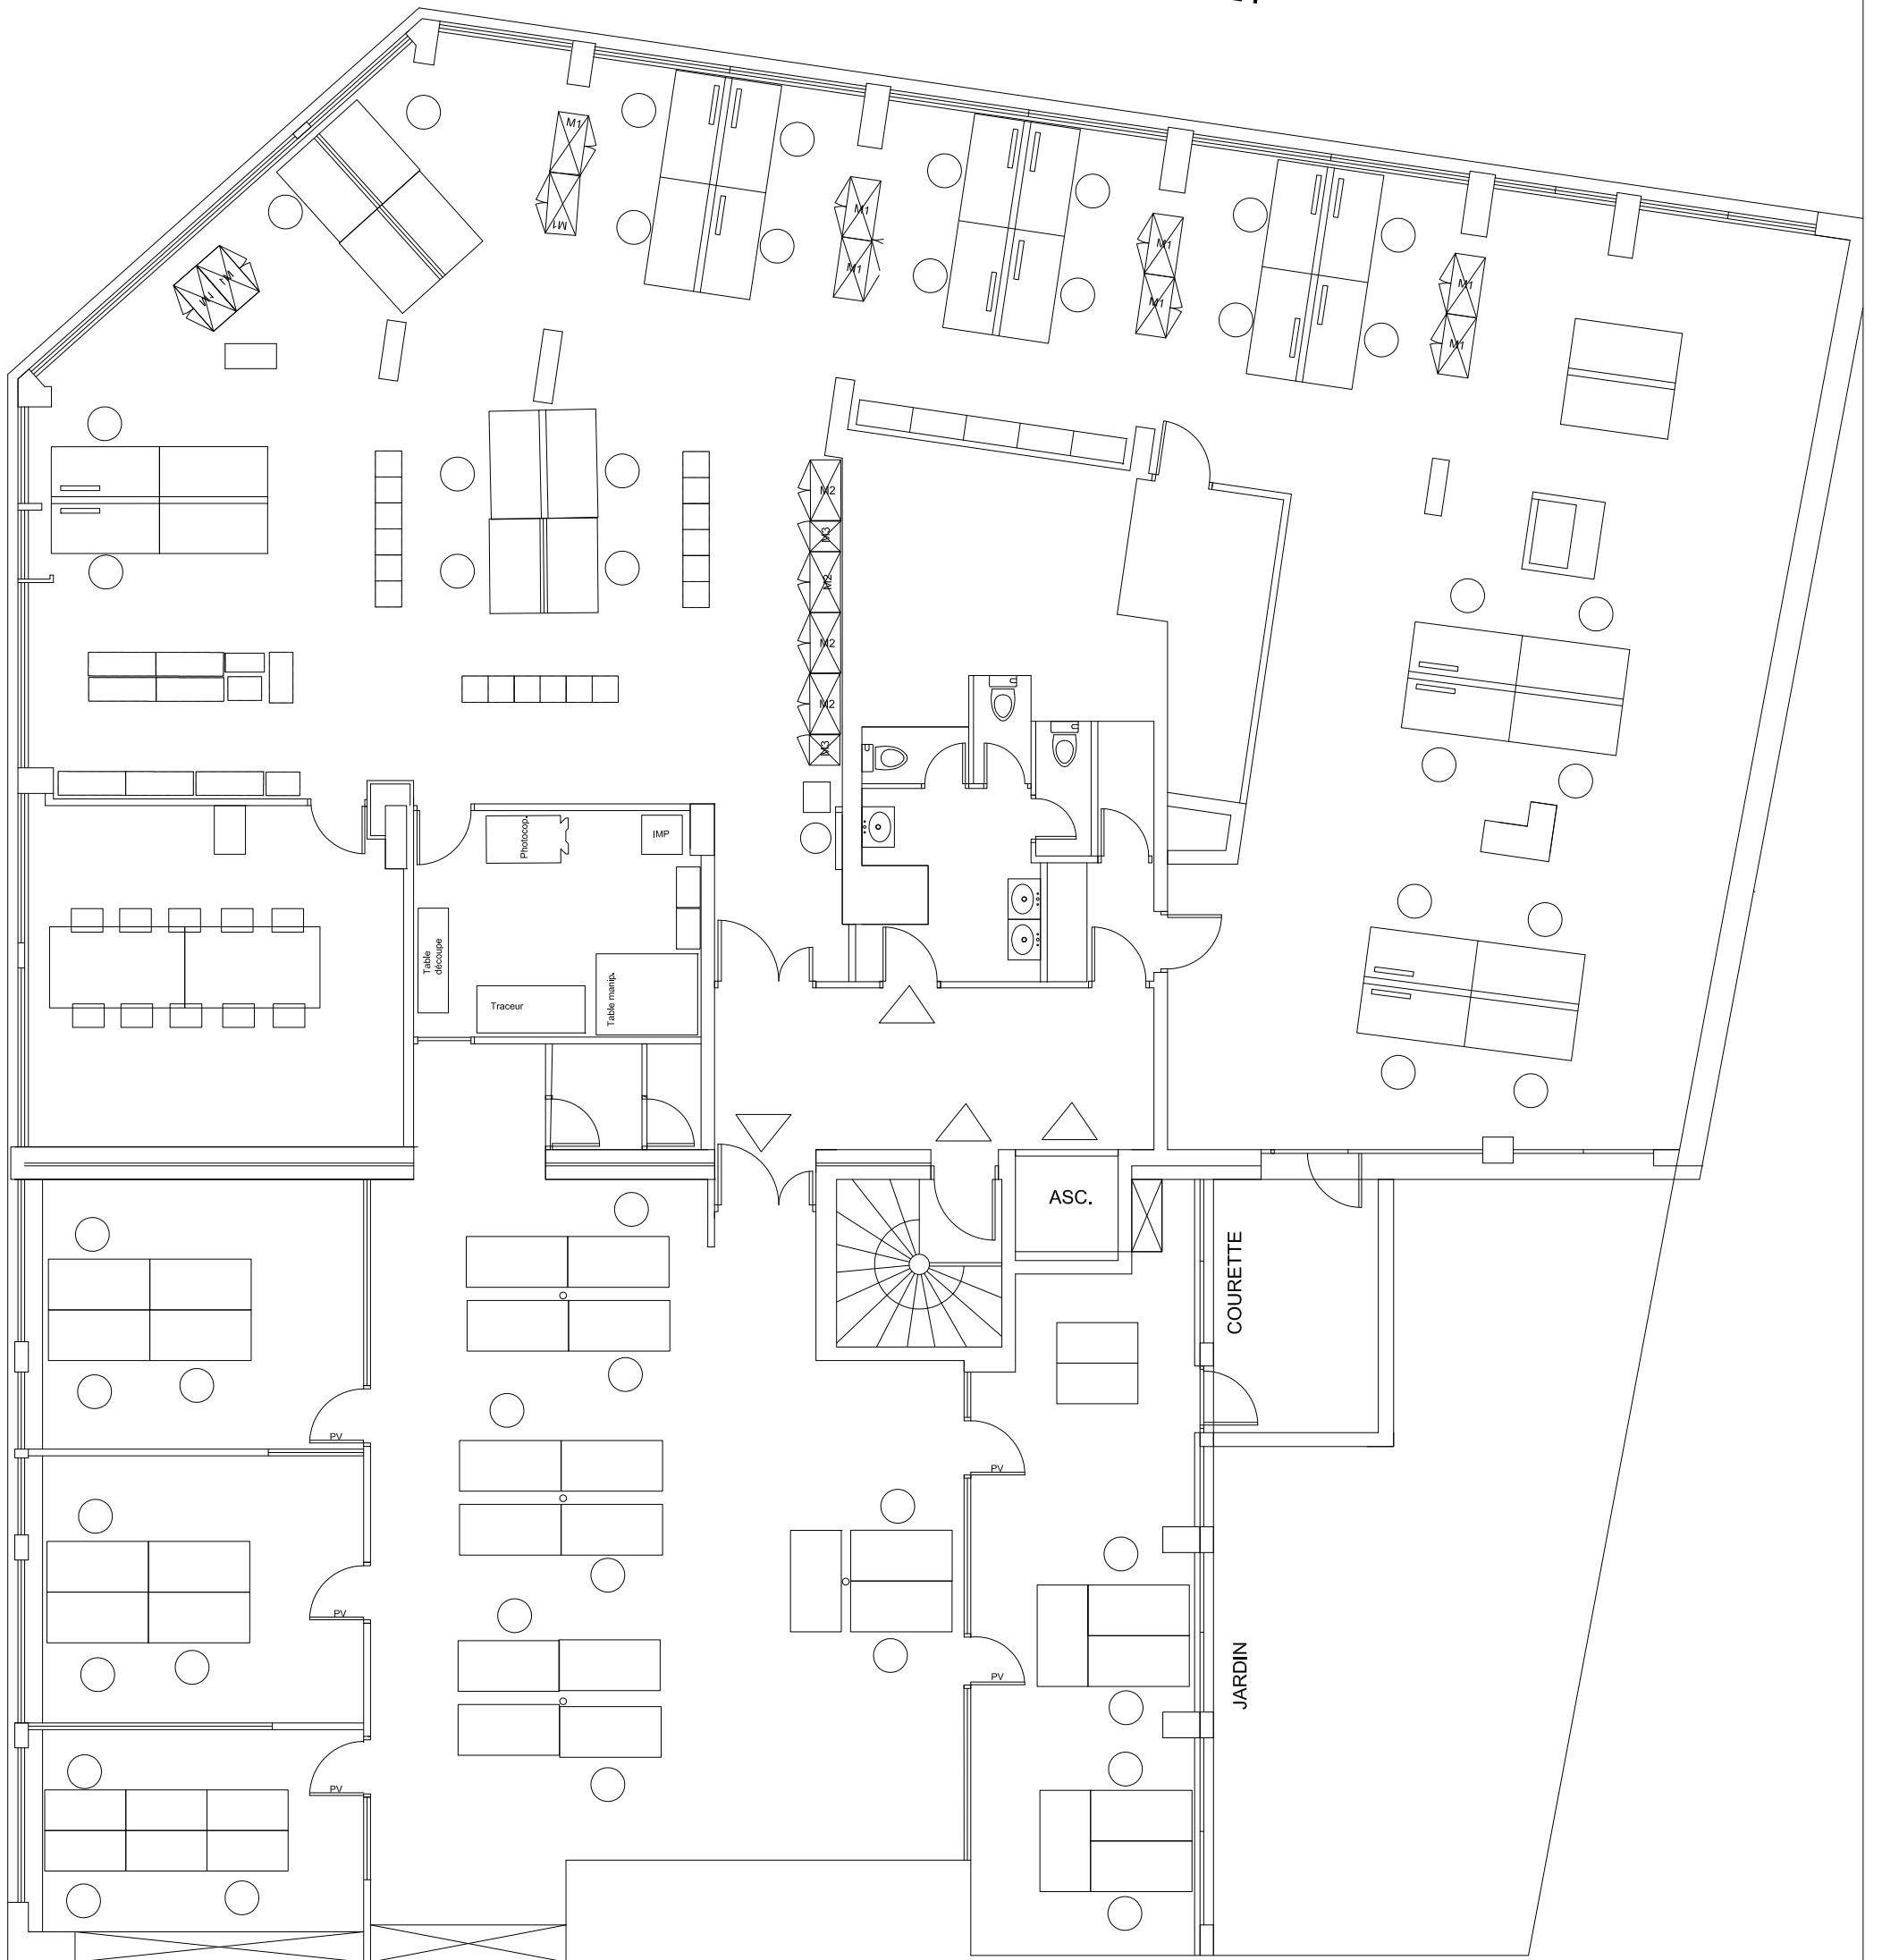 M1
M1
M1
M1
M1
M1
M1
M1
M1
M1
M2
M3
M2
M2
M2
M3
Photocop.
IMP
Table
découpe
Traceur
Table manip.
ASC.
COURETTE
PV
PV
PV
PV
JARDIN
PV